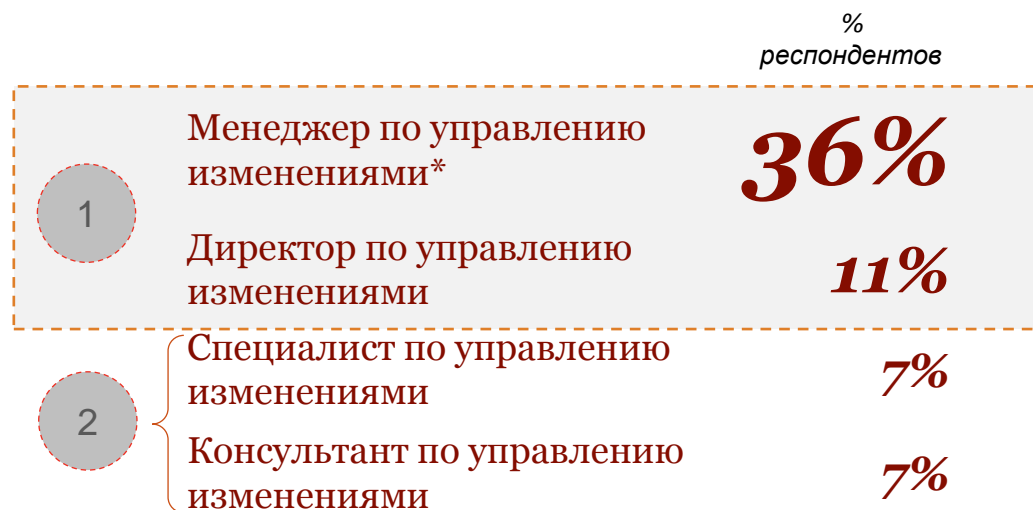 %
респондентов
Менеджер по управлению
изменениями*
36%
1
Директор по управлению
изменениями
11%
Специалист по управлению
изменениями
7%
2
Консультант по управлению
изменениями
7%